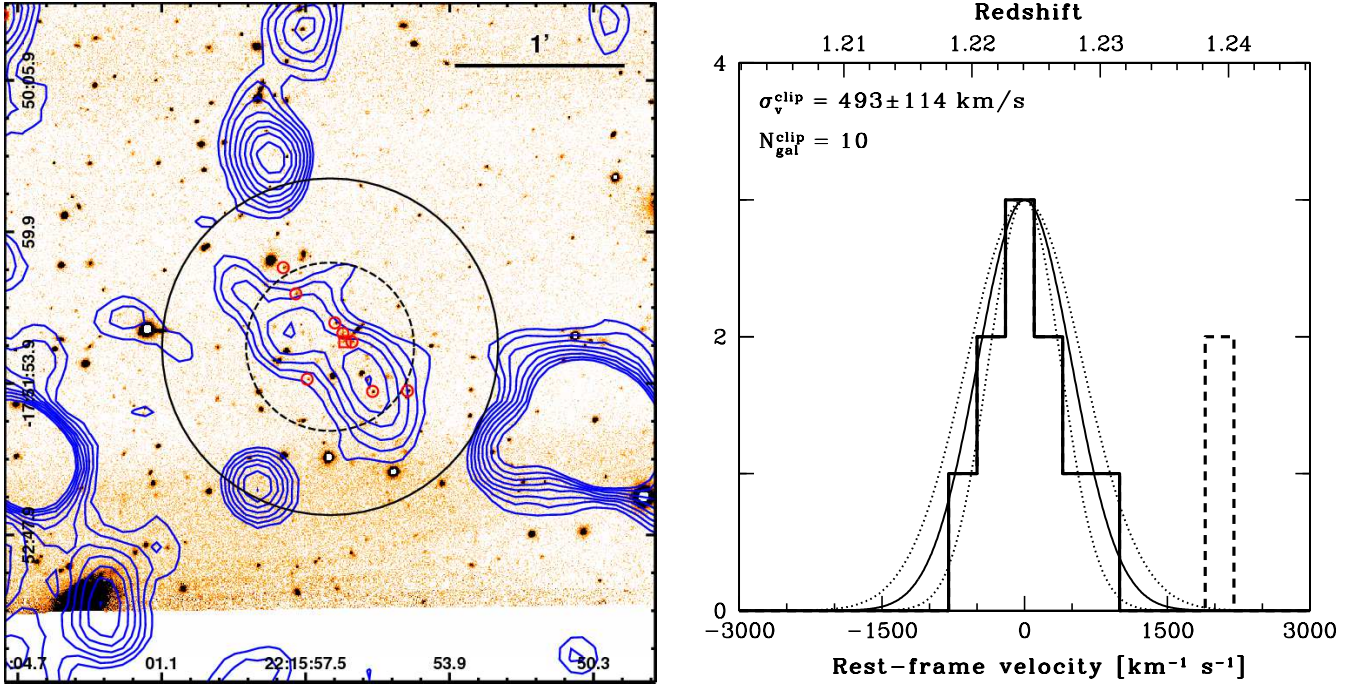 1'
50:05.9
59.9
-17:51:53.9
52:47.9
:04.7 01.1 22:15:57.5 53.9 50.3
Redshift
1.21 1.22 1.23 1.24
σ_v^clip = 493±114 km/s
N_gal^clip = 10
4
2
0
−3000 −1500 0 1500 3000
Rest−frame velocity [km⁻¹ s⁻¹]